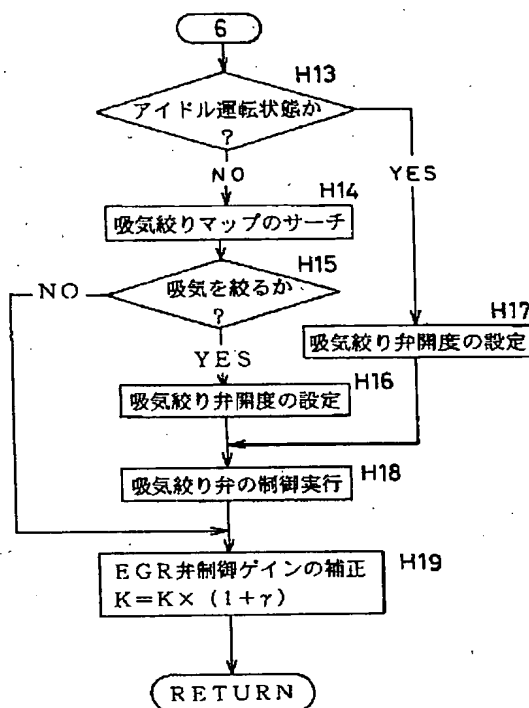 6
H13
アイドル運転状態か
?
NO
YES
H14
吸気絞りマップのサーチ
H15
吸気を絞るか
?
NO
YES
H17
吸気絞り弁開度の設定
H16
吸気絞り弁開度の設定
H18
吸気絞り弁の制御実行
H19
EGR弁制御ゲインの補正
K=K×(1+γ)
RETURN